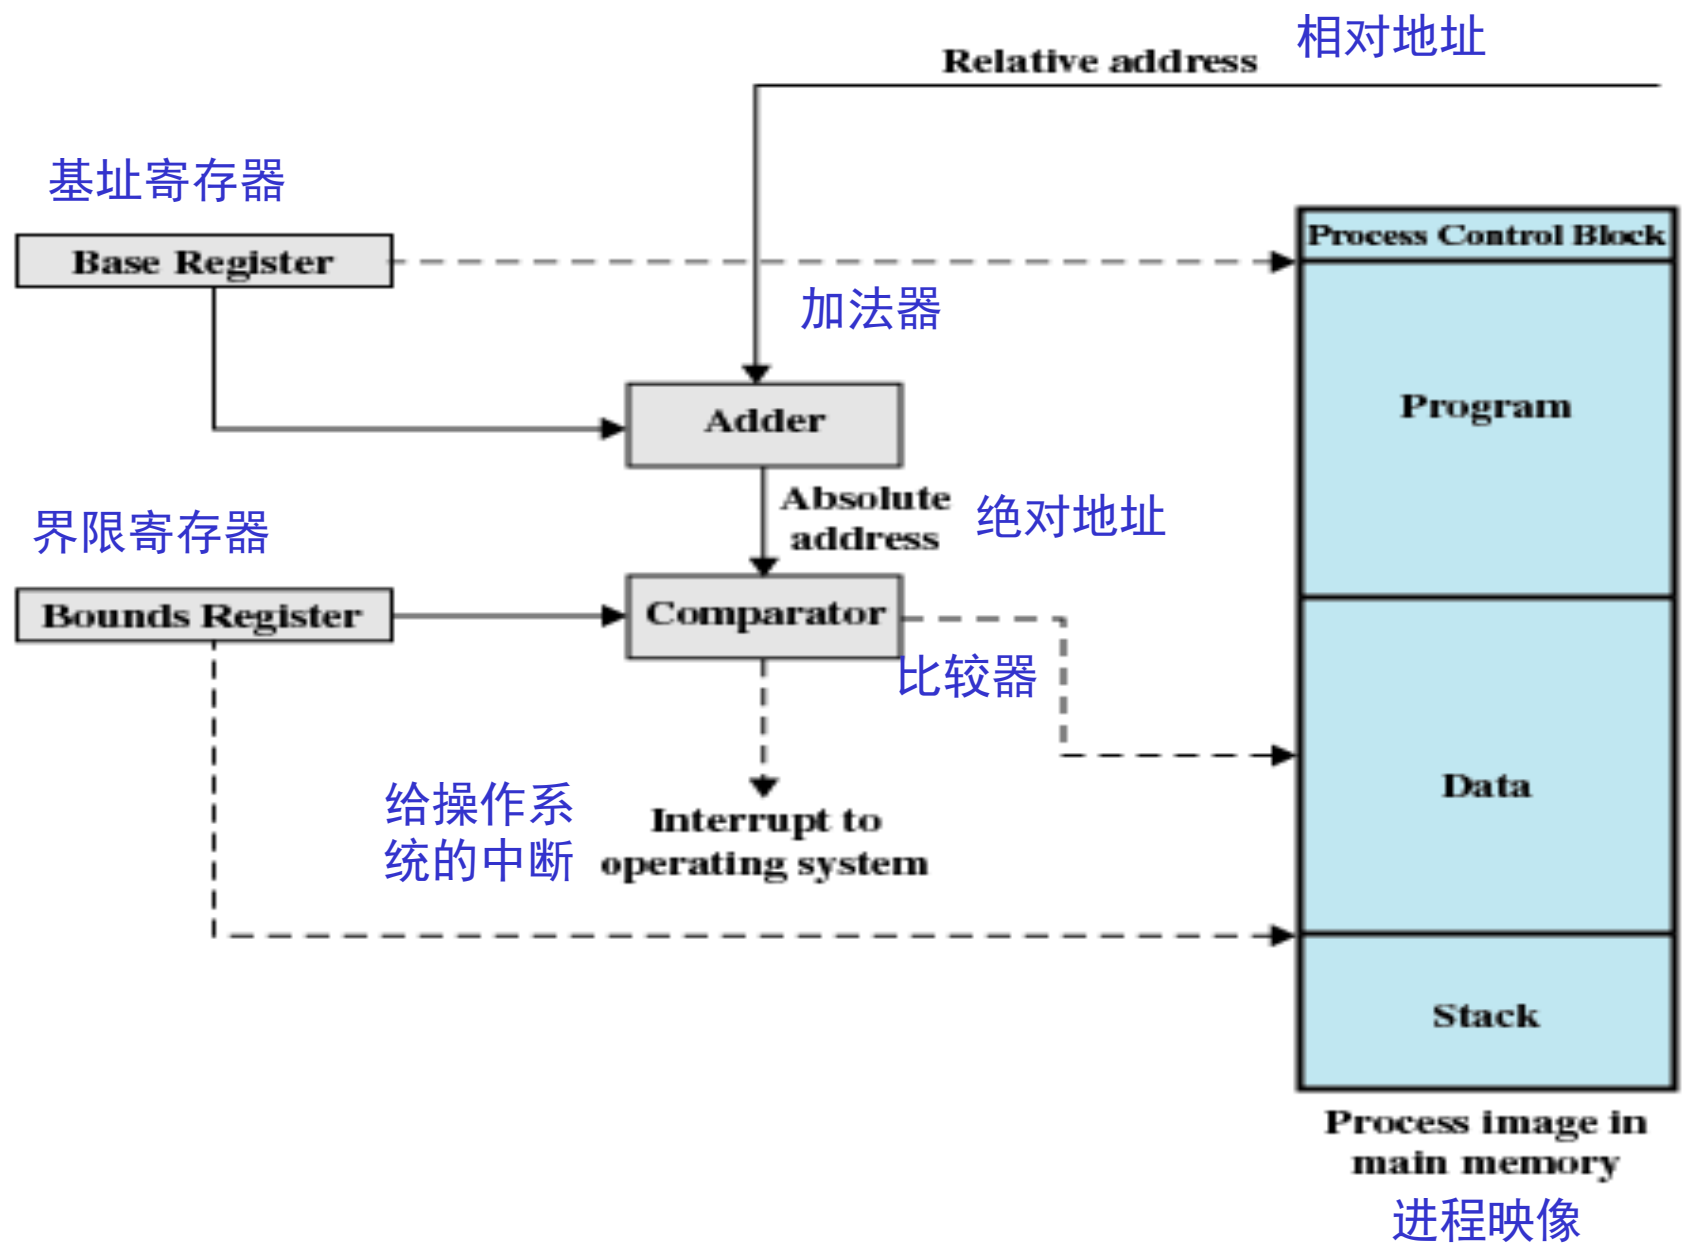 相对地址
Relative address
基址寄存器
Process Control Block
Base Register
加法器
Program
Adder
Absolute
address
绝对地址
界限寄存器
Bounds Register
Comparator
比较器
Data
给操作系
统的中断
Interrupt to
operating system
Stack
Process image in
main memory
进程映像